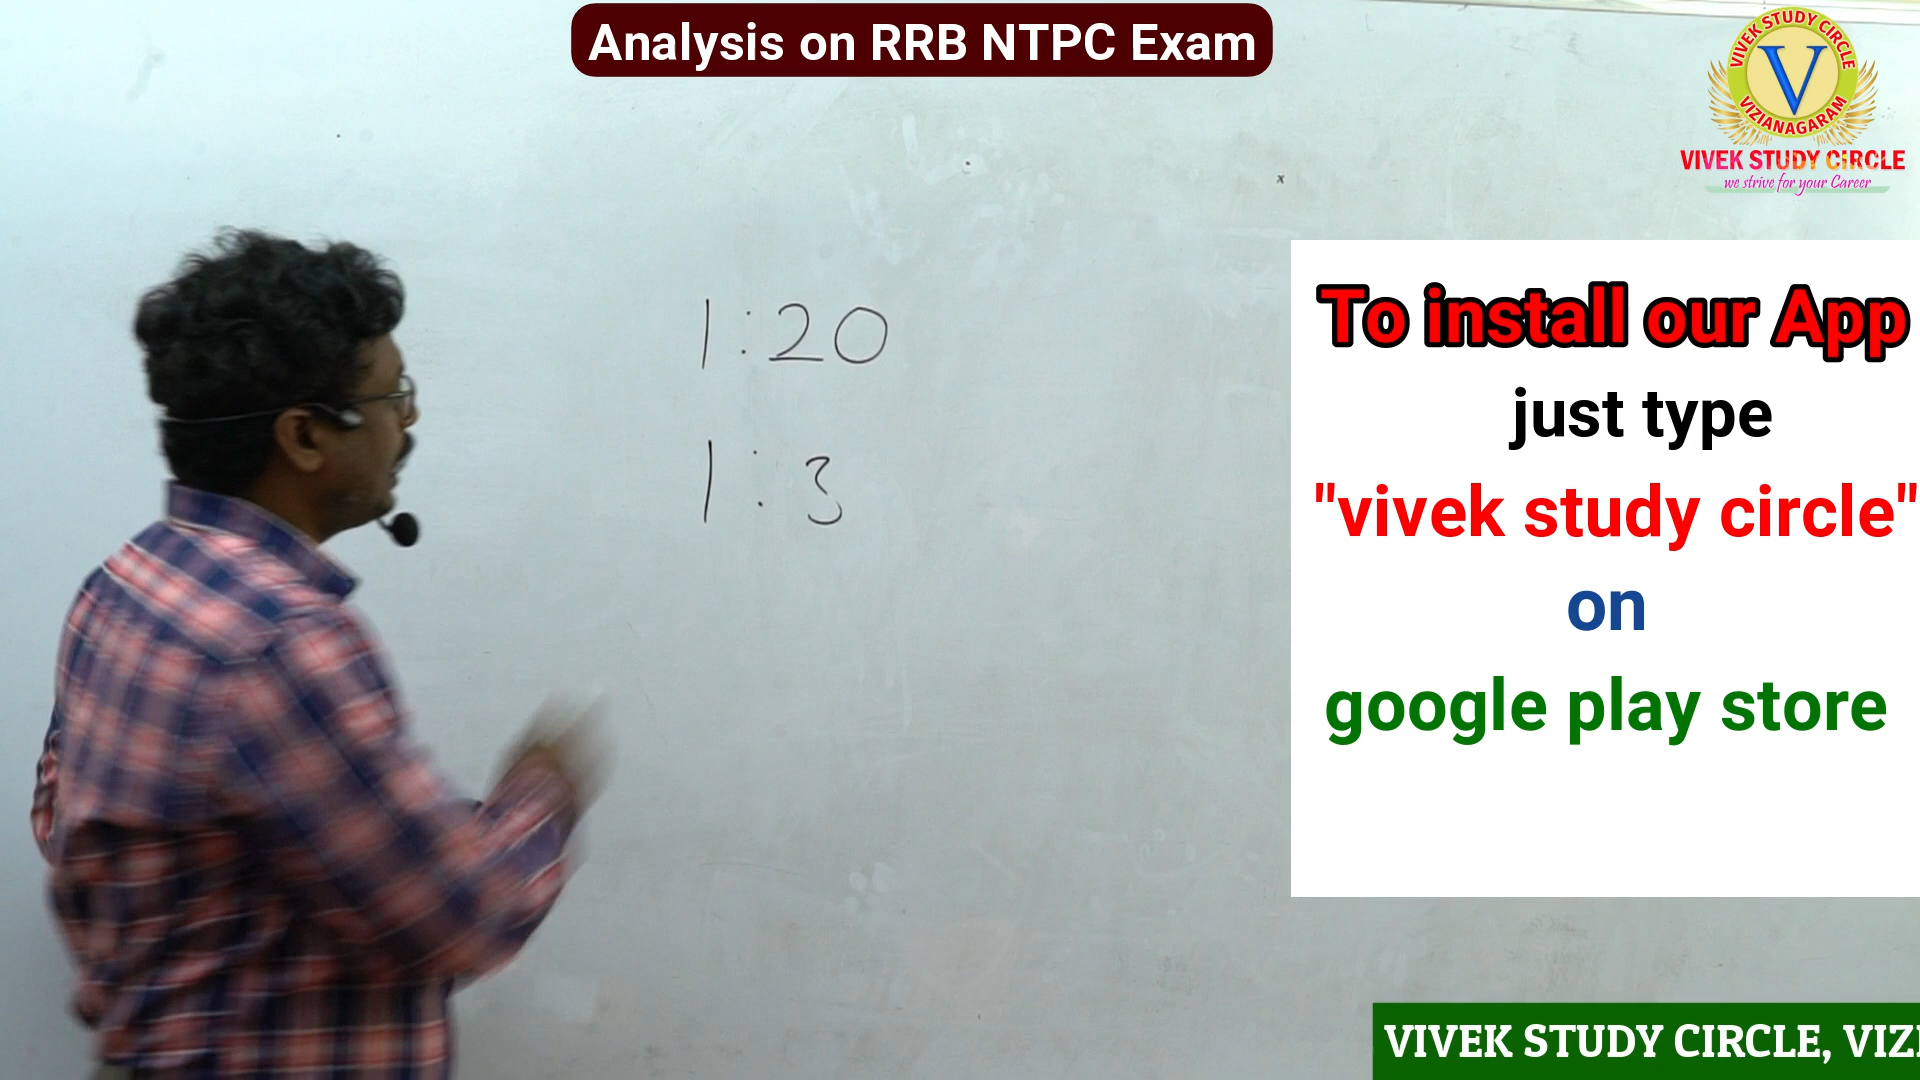 Analysis on RRB NTPC Exam
VIVEK STUDY CIRCLE
V
VIZIANAGARAM
VIVEK STUDY CIRCLE
we strive for your Career
1:20
1:3
To install our App
just type
"vivek study circle"
on
google play store
VIVEK STUDY CIRCLE,